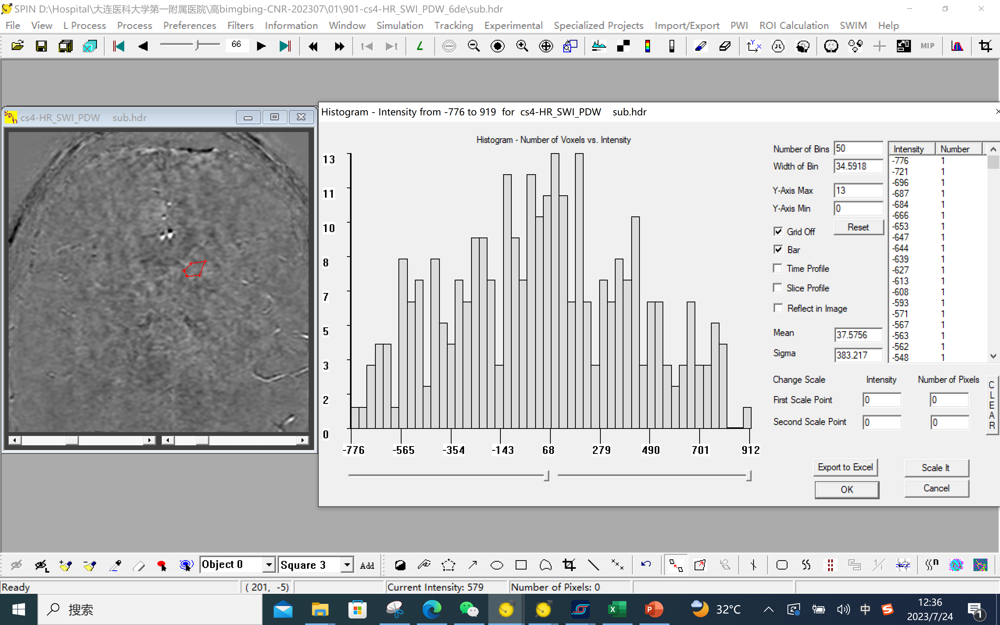 SPIN D:\Hospital\大连医科大学第一附属医院\高bimgbing-CNR-202307\01\901-cs4-HR_SWI_PDW_6de\sub.hdr
File View L Process Process Preferences Filters Information Window Simulation Tracking Experimental Specialized Projects Import/Export PWI ROI Calculation SWIM Help
66
MIP
cs4-HR_SWI_PDW sub.hdr
Histogram - Intensity from -776 to 919 for cs4-HR_SWI_PDW sub.hdr
Histogram - Number of Voxels vs. Intensity
13
11
10
8
7
5
3
2
0
-776 -565 -354 -143 68 279 490 701 912
Number of Bins 50
Width of Bin 34.5918
Y-Axis Max 13
Y-Axis Min 0
Reset
Grid Off
Bar
Time Profile
Slice Profile
Reflect in Image
Mean 37.5756
Sigma 383.217
Intensity Number
-776 1
-721 1
-696 1
-687 1
-684 1
-666 1
-653 1
-647 1
-644 1
-639 1
-627 1
-613 1
-608 1
-593 1
-571 1
-567 1
-563 1
-562 1
-548 1
Change Scale Intensity Number of Pixels
First Scale Point 0 0
Second Scale Point 0 0
CLEAR
Export to Excel Scale It
OK Cancel
Object 0 Square 3 Add
Ready ( 201, -5) Current Intensity: 579 Number of Pixels: 0
搜索
32°C
中
12:36
2023/7/24
1